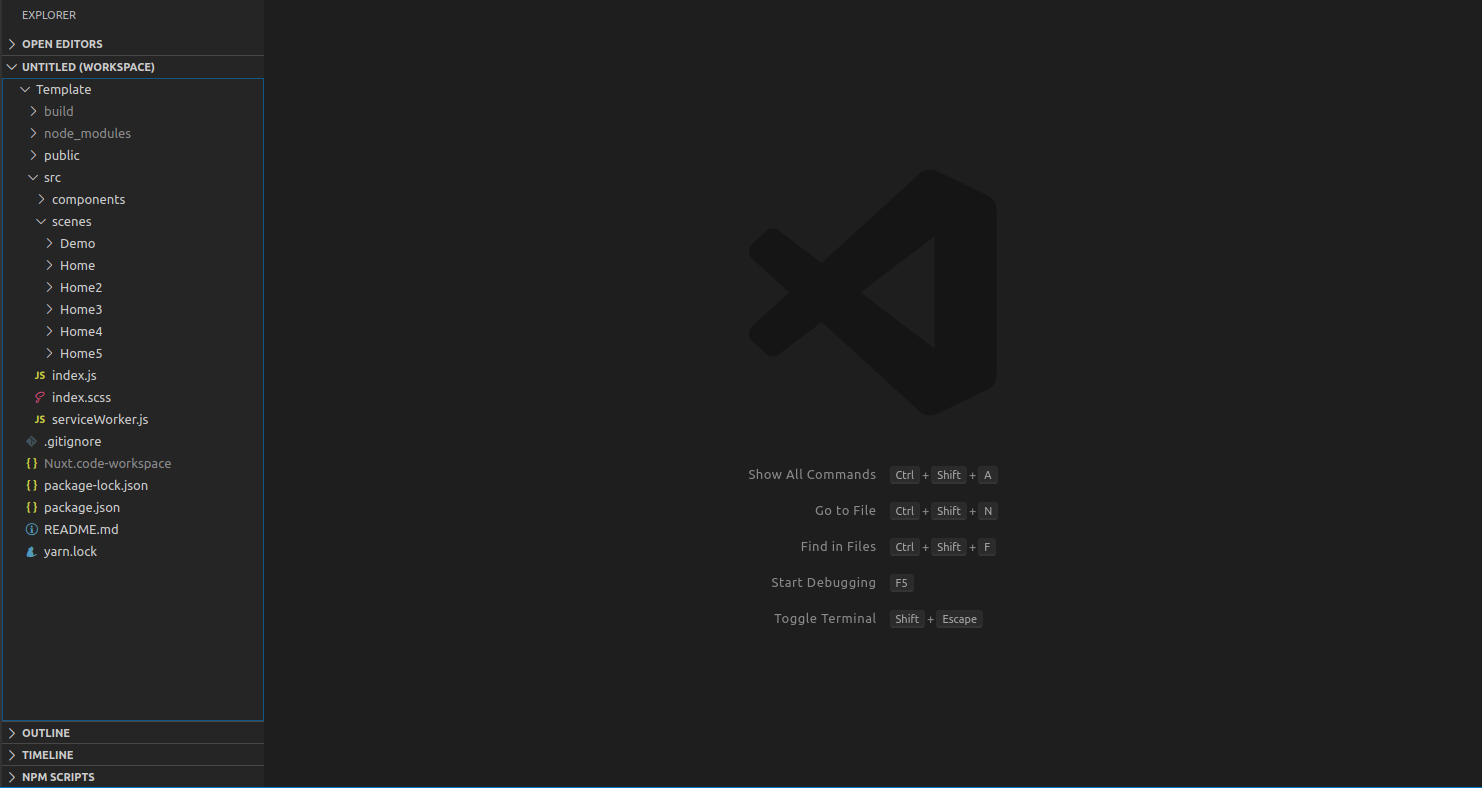 EXPLORER
OPEN EDITORS
UNTITLED (WORKSPACE)
Template
build
node_modules
public
src
components
scenes
Demo
Home
Home2
Home3
Home4
Home5
JS index.js
index.scss
JS serviceWorker.js
.gitignore
{} Nuxt.code-workspace
{} package-lock.json
{} package.json
README.md
yarn.lock
OUTLINE
TIMELINE
NPM SCRIPTS
Show All Commands Ctrl + Shift + A
Go to File Ctrl + Shift + N
Find in Files Ctrl + Shift + F
Start Debugging F5
Toggle Terminal Shift + Escape